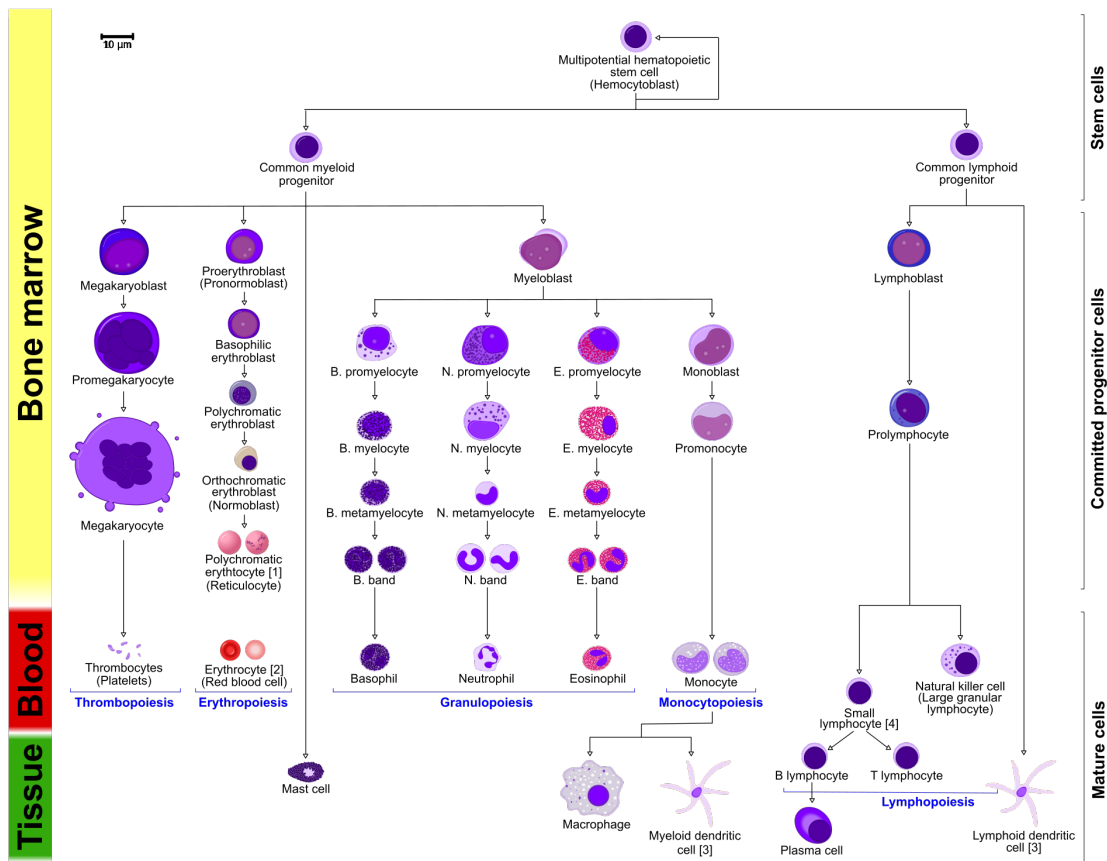 10 µm
Multipotential hematopoietic
stem cell
(Hemocytoblast)
Common myeloid
progenitor
Common lymphoid
progenitor
Stem cells
Bone marrow
Megakaryoblast
Proerythroblast
(Pronormoblast)
Myeloblast
Lymphoblast
Promegakaryocyte
Basophilic
erythroblast
B. promyelocyte
N. promyelocyte
E. promyelocyte
Monoblast
Polychromatic
erythroblast
B. myelocyte
N. myelocyte
E. myelocyte
Promonocyte
Prolymphocyte
Committed progenitor cells
Megakaryocyte
Orthochromatic
erythroblast
(Normoblast)
B. metamyelocyte
N. metamyelocyte
E. metamyelocyte
Polychromatic
erythtocyte [1]
(Reticulocyte)
B. band
N. band
E. band
Blood
Thrombocytes
(Platelets)
Erythrocyte [2]
(Red blood cell)
Basophil
Neutrophil
Eosinophil
Monocyte
Natural killer cell
(Large granular
lymphocyte)
Small
lymphocyte [4]
Thrombopoiesis
Erythropoiesis
Granulopoiesis
Monocytopoiesis
Mature cells
Tissue
Mast cell
Macrophage
Myeloid dendritic
cell [3]
B lymphocyte
T lymphocyte
Lymphopoiesis
Plasma cell
Lymphoid dendritic
cell [3]